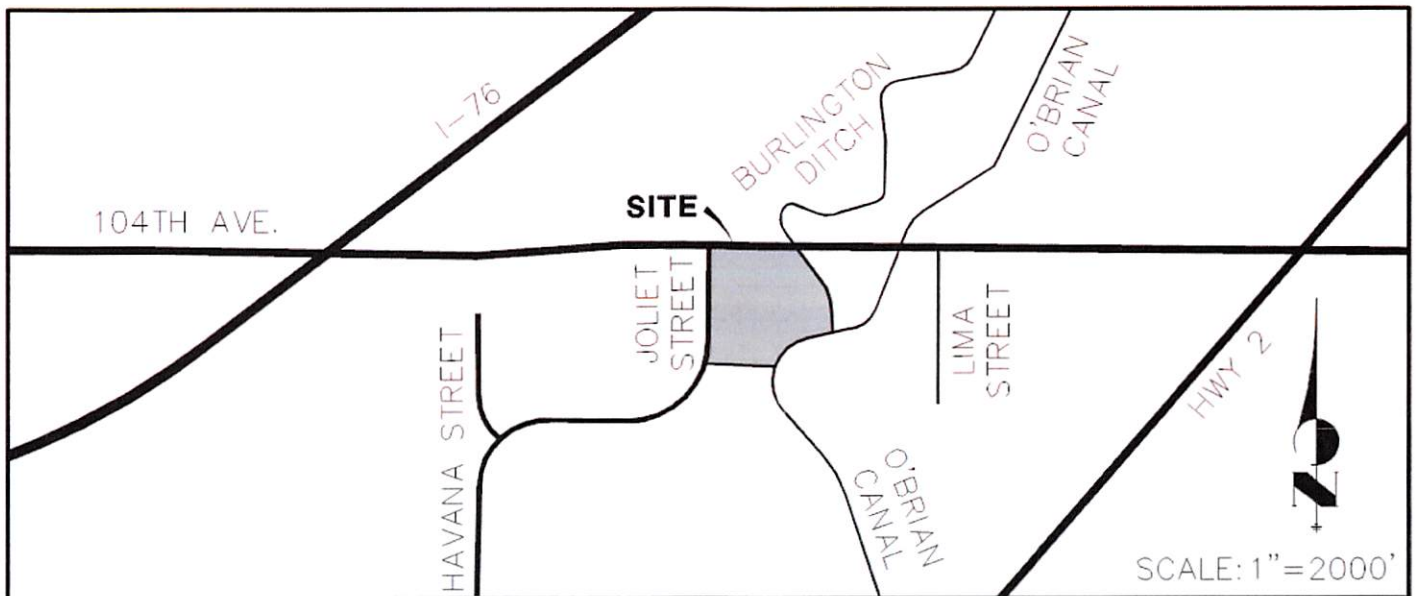 I-76
BURLINGTON
DITCH
O'BRIAN
CANAL
104TH AVE.
SITE
JOLIET
STREET
LIMA
STREET
HAVANA STREET
HWY 2
O'BRIAN
CANAL
N
SCALE: 1"=2000'